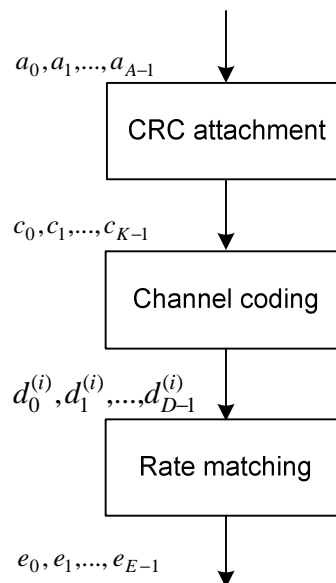 a_0, a_1, ..., a_{A-1}
CRC attachment
c_0, c_1, ..., c_{K-1}
Channel coding
d_0^{(i)}, d_1^{(i)}, ..., d_{D-1}^{(i)}
Rate matching
e_0, e_1, ..., e_{E-1}